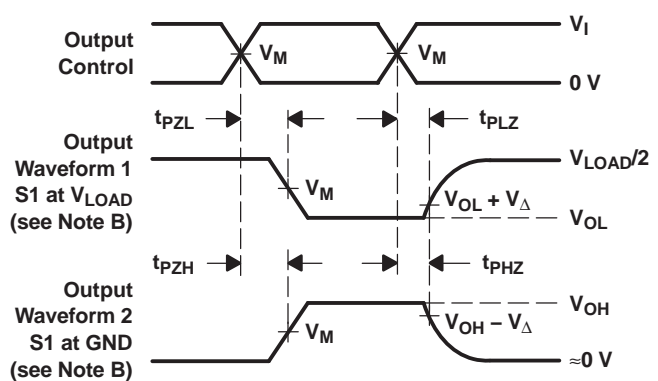 Output
Control
V_M
V_M
V_I
0 V
t_PZL
t_PLZ
Output
Waveform 1
S1 at V_LOAD
(see Note B)
V_M
V_LOAD/2
V_OL + V_Δ
V_OL
t_PZH
t_PHZ
Output
Waveform 2
S1 at GND
(see Note B)
V_M
V_OH
V_OH − V_Δ
≈0 V